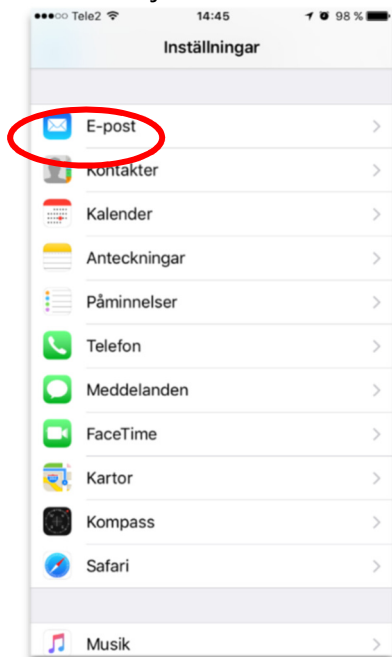 Tele2 14:45 98 %
Inställningar
E-post
Kontakter
Kalender
Anteckningar
Påminnelser
Telefon
Meddelanden
FaceTime
Kartor
Kompass
Safari
Musik